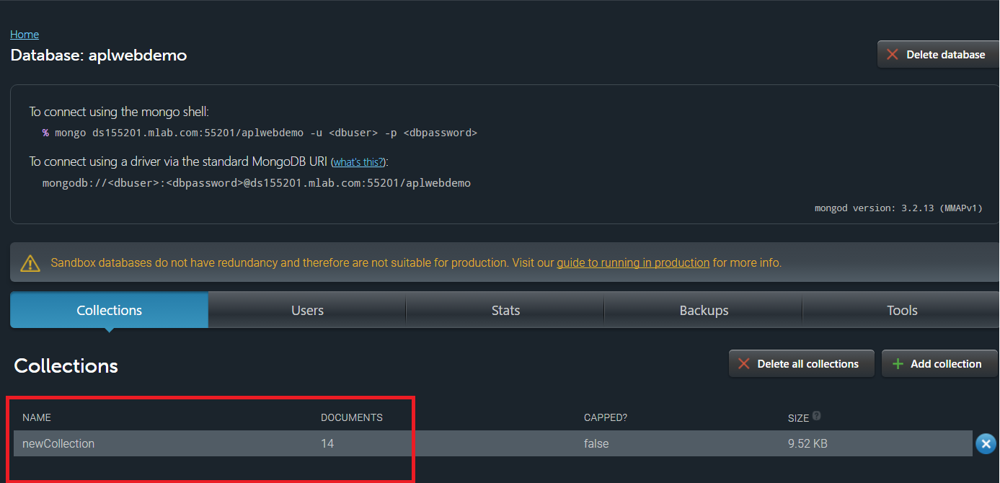 Home
Database: aplwebdemo
Delete database
To connect using the mongo shell:
% mongo ds155201.mlab.com:55201/aplwebdemo -u <dbuser> -p <dbpassword>
To connect using a driver via the standard MongoDB URI (what's this?):
mongodb://<dbuser>:<dbpassword>@ds155201.mlab.com:55201/aplwebdemo
mongod version: 3.2.13 (MMAPv1)
Sandbox databases do not have redundancy and therefore are not suitable for production. Visit our guide to running in production for more info.
Collections Users Stats Backups Tools
Collections
Delete all collections Add collection
NAME DOCUMENTS CAPPED? SIZE ?
newCollection 14 false 9.52 KB